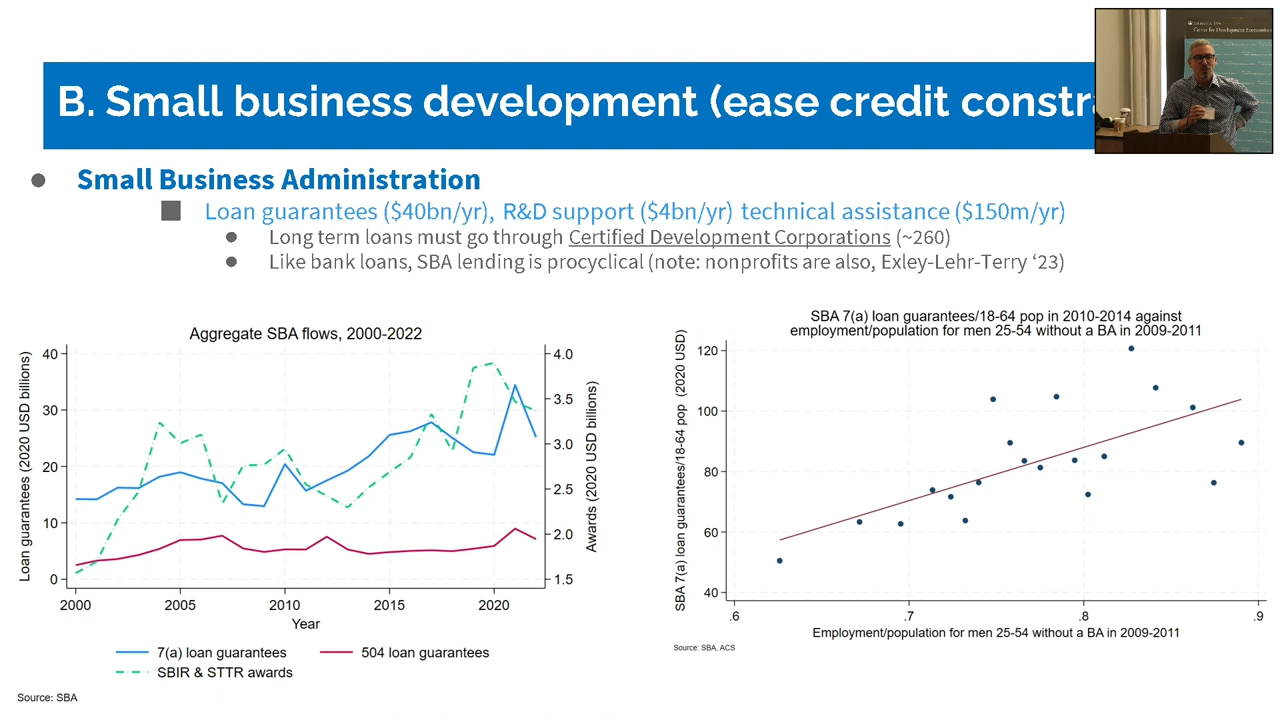 B. Small business development (ease credit
Center for Development Economics
Small Business Administration
Loan guarantees ($40bn/yr), R&D support ($4bn/yr) technical assistance ($150m/yr)
Long term loans must go through Certified Development Corporations (~260)
Like bank loans, SBA lending is procyclical (note: nonprofits are also, Exley-Lehr-Terry ‘23)
Aggregate SBA flows, 2000-2022
Loan guarantees (2020 USD billions)
40
30
20
10
0
4.0
3.5
3.0
2.5
2.0
1.5
Awards (2020 USD billions)
2000 2005 2010 2015 2020
Year
7(a) loan guarantees 504 loan guarantees
SBIR & STTR awards
Source: SBA
SBA 7(a) loan guarantees/18-64 pop in 2010-2014 against
employment/population for men 25-54 without a BA in 2009-2011
SBA 7(a) loan guarantees/18-64 pop (2020 USD)
120
100
80
60
40
.6 .7 .8 .9
Employment/population for men 25-54 without a BA in 2009-2011
Source: SBA, ACS